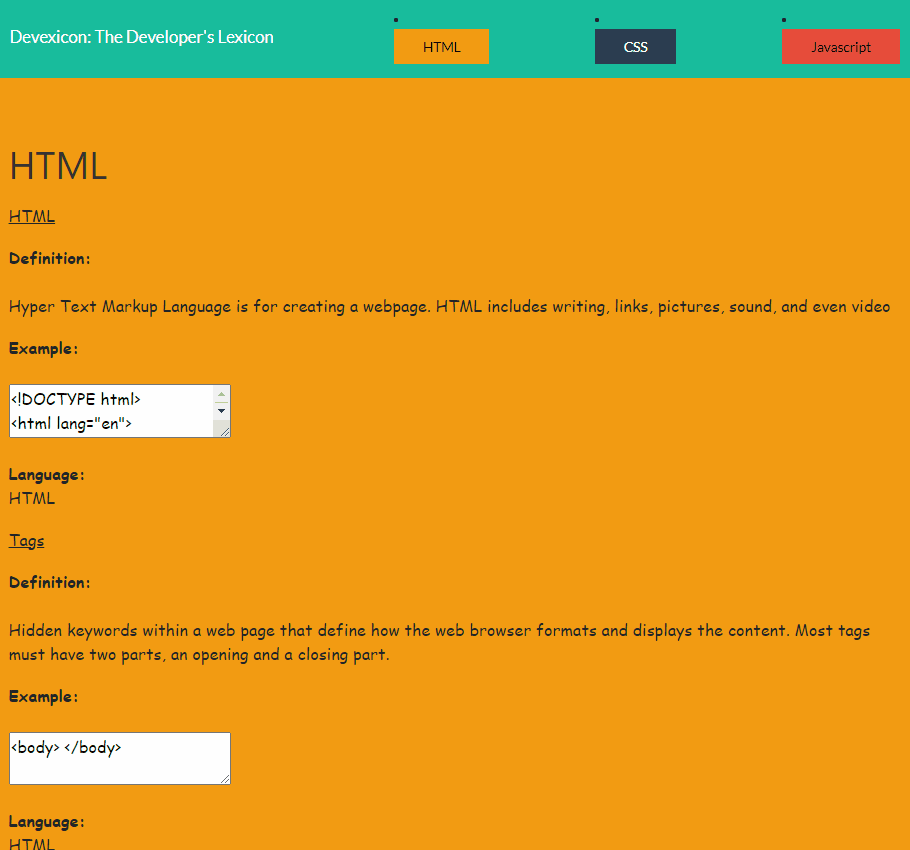 Devexicon: The Developer's Lexicon
HTML
CSS
Javascript
HTML
HTML
Definition:
Hyper Text Markup Language is for creating a webpage. HTML includes writing, links, pictures, sound, and even video
Example:
<!DOCTYPE html>
<html lang="en">
Language:
HTML
Tags
Definition:
Hidden keywords within a web page that define how the web browser formats and displays the content. Most tags
must have two parts, an opening and a closing part.
Example:
<body> </body>
Language:
HTML